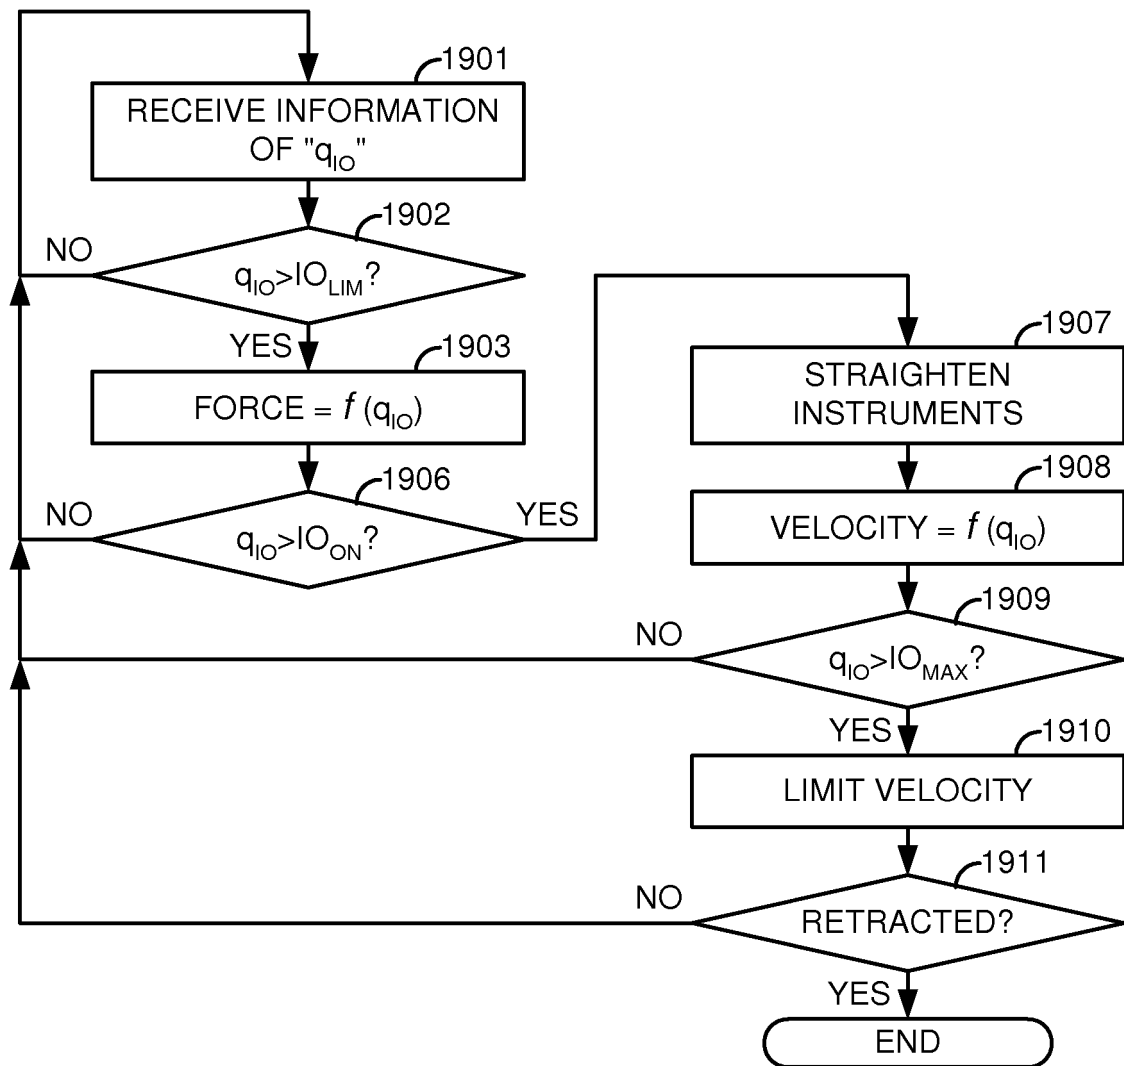 1901
RECEIVE INFORMATION
OF "qIO"
1902
NO
qIO>IOLIM?
YES
1903
FORCE = f (qIO)
1906
NO
qIO>IOON?
YES
1907
STRAIGHTEN
INSTRUMENTS
1908
VELOCITY = f (qIO)
1909
NO
qIO>IOMAX?
YES
1910
LIMIT VELOCITY
1911
NO
RETRACTED?
YES
END